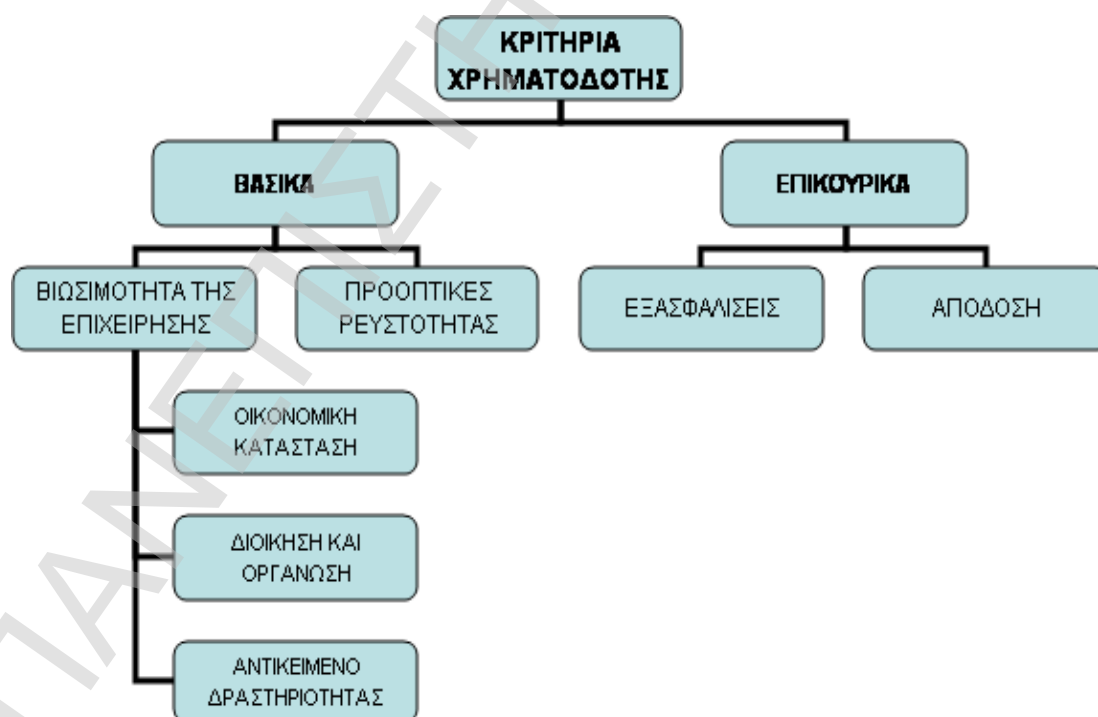 ΚΡΙΤΗΡΙΑ
ΧΡΗΜΑΤΟΔΟΤΗΣ
ΒΑΣΙΚΑ
ΕΠΙΚΟΥΡΙΚΑ
ΒΙΩΣΙΜΟΤΗΤΑ ΤΗΣ
ΕΠΙΧΕΙΡΗΣΗΣ
ΠΡΟΟΠΤΙΚΕΣ
ΡΕΥΣΤΟΤΗΤΑΣ
ΕΞΑΣΦΑΛΙΣΕΙΣ
ΑΠΟΔΟΣΗ
ΟΙΚΟΝΟΜΙΚΗ
ΚΑΤΑΣΤΑΣΗ
ΔΙΟΙΚΗΣΗ ΚΑΙ
ΟΡΓΑΝΩΣΗ
ΑΝΤΙΚΕΙΜΕΝΟ
ΔΡΑΣΤΗΡΙΟΤΗΤΑΣ